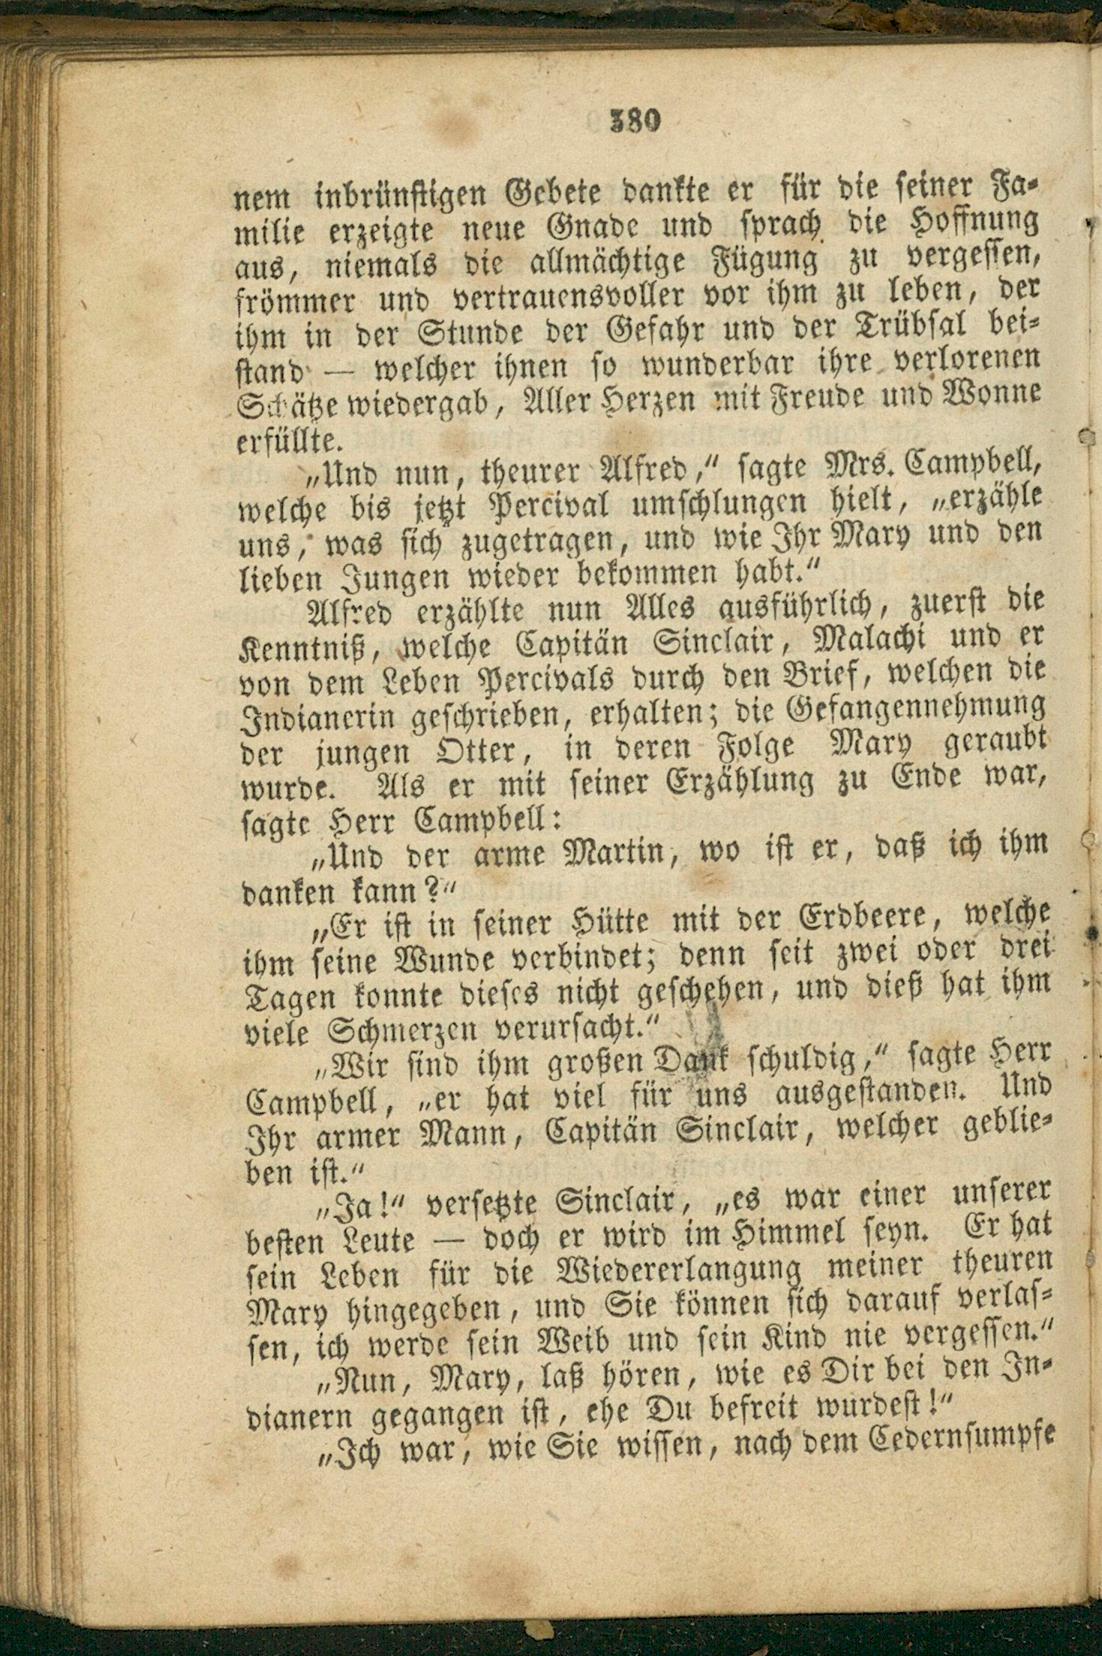 380
nem inbrünstigen Gebete dankte er für die seiner Fa-
milie erzeigte neue Gnade und sprach die Hoffnung
aus, niemals die allmächtige Fügung zu vergessen,
frömmer und vertrauensvoller vor ihm zu leben, der
ihm in der Stunde der Gefahr und der Trübsal bei-
stand — welcher ihnen so wunderbar ihre verlorenen
Schätze wiedergab, Aller Herzen mit Freude und Wonne
erfüllte.
„Und nun, theurer Alfred,“ sagte Mrs. Campbell,
welche bis jetzt Percival umschlungen hielt, „erzähle
uns, was sich zugetragen, und wie Ihr Mary und den
lieben Jungen wieder bekommen habt.“
Alfred erzählte nun Alles ausführlich, zuerst die
Kenntniß, welche Capitän Sinclair, Malachi und er
von dem Leben Percivals durch den Brief, welchen die
Indianerin geschrieben, erhalten; die Gefangennehmung
der jungen Otter, in deren Folge Mary geraubt
wurde. Als er mit seiner Erzählung zu Ende war,
sagte Herr Campbell:
„Und der arme Martin, wo ist er, daß ich ihm
danken kann?“
„Er ist in seiner Hütte mit der Erdbeere, welche
ihm seine Wunde verbindet; denn seit zwei oder drei
Tagen konnte dieses nicht geschehen, und dieß hat ihm
viele Schmerzen verursacht.“
„Wir sind ihm großen Dank schuldig,“ sagte Herr
Campbell, „er hat viel für uns ausgestanden. Und
Ihr armer Mann, Capitän Sinclair, welcher geblie-
ben ist.“
„Ja!“ versetzte Sinclair, „es war einer unserer
besten Leute — doch er wird im Himmel seyn. Er hat
sein Leben für die Wiedererlangung meiner theuren
Mary hingegeben, und Sie können sich darauf verlas-
sen, ich werde sein Weib und sein Kind nie vergessen.“
„Nun, Mary, laß hören, wie es Dir bei den In-
dianern gegangen ist, ehe Du befreit wurdest!“
„Ich war, wie Sie wissen, nach dem Cedernsumpfe